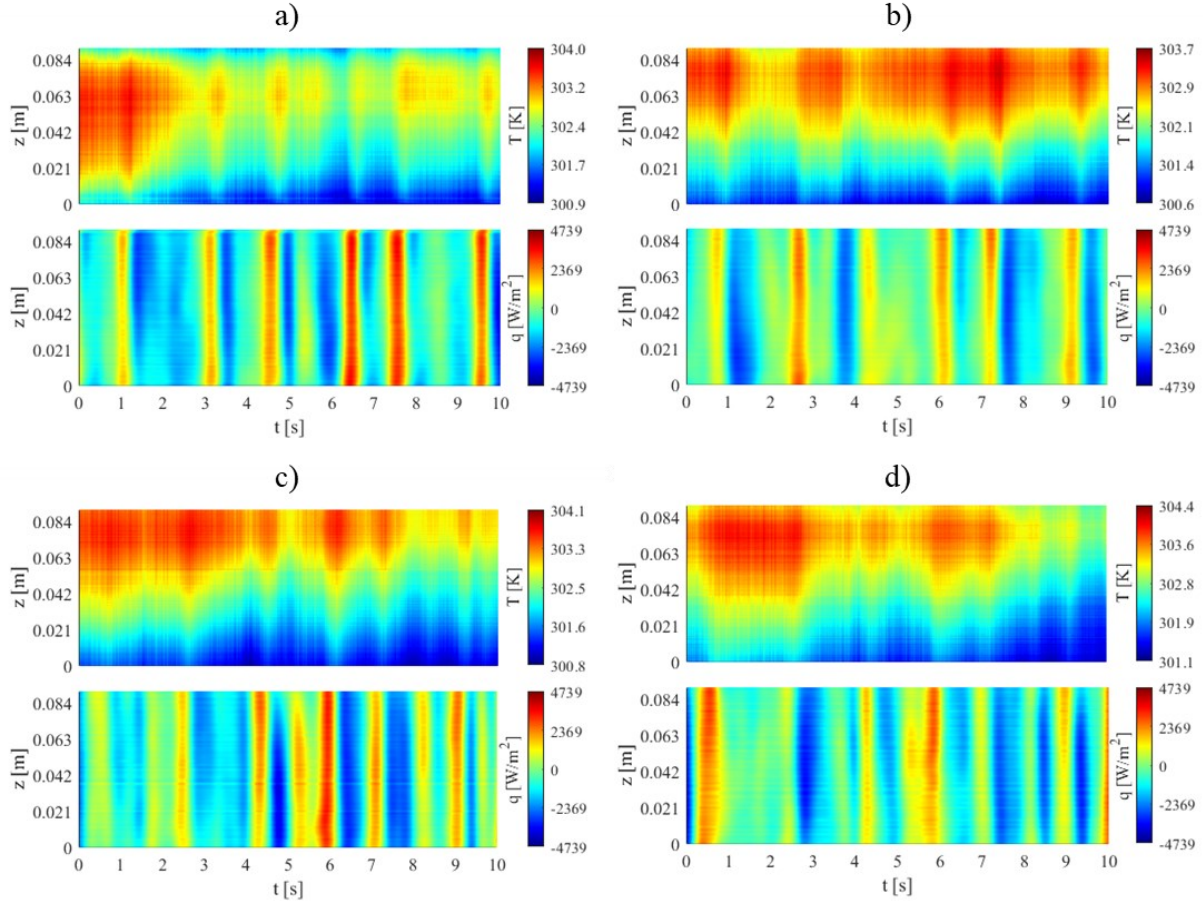 a)
0.084
0.063
0.042
0.021
0
z [m]
304.0
303.2
302.4
301.7
300.9
T [K]
0.084
0.063
0.042
0.021
0
z [m]
4739
2369
0
-2369
-4739
q [W/m²]
0 1 2 3 4 5 6 7 8 9 10
t [s]
b)
0.084
0.063
0.042
0.021
0
z [m]
303.7
302.9
302.1
301.4
300.6
T [K]
0.084
0.063
0.042
0.021
0
z [m]
4739
2369
0
-2369
-4739
q [W/m²]
0 1 2 3 4 5 6 7 8 9 10
t [s]
c)
0.084
0.063
0.042
0.021
0
z [m]
304.1
303.3
302.5
301.6
300.8
T [K]
0.084
0.063
0.042
0.021
0
z [m]
4739
2369
0
-2369
-4739
q [W/m²]
0 1 2 3 4 5 6 7 8 9 10
t [s]
d)
0.084
0.063
0.042
0.021
0
z [m]
304.4
303.6
302.8
301.9
301.1
T [K]
0.084
0.063
0.042
0.021
0
z [m]
4739
2369
0
-2369
-4739
q [W/m²]
0 1 2 3 4 5 6 7 8 9 10
t [s]